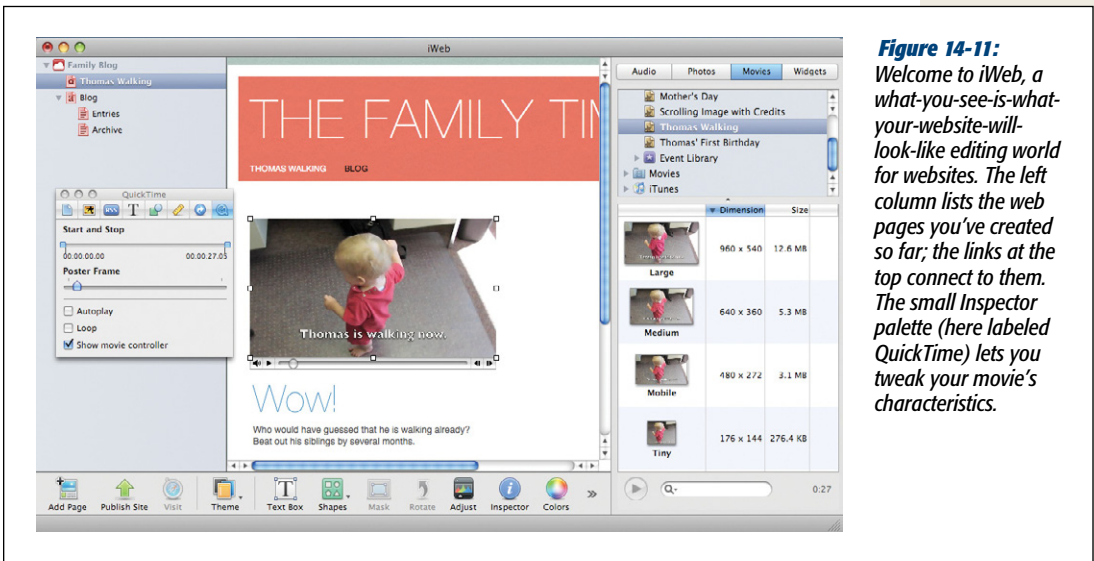 iWeb
Family Blog
Thomas Walking
Blog
Entries
Archive
QuickTime
RSS
T
Start and Stop
00:00:00.00 00:00:27.05
Poster Frame
Autoplay
Loop
Show movie controller
THE FAMILY TIM
THOMAS WALKING BLOG
Thomas is walking now.
Wow!
Who would have guessed that he is walking already?
Beat out his siblings by several months.
Audio Photos Movies Widgets
Mother's Day
Scrolling Image with Credits
Thomas Walking
Thomas' First Birthday
Event Library
Movies
iTunes
Dimension Size
960 x 540 12.6 MB
Large
640 x 360 5.3 MB
Medium
480 x 272 3.1 MB
Mobile
176 x 144 276.4 KB
Tiny
0:27
Add Page Publish Site Visit Theme Text Box Shapes Mask Rotate Adjust Inspector Colors »
Figure 14-11:
Welcome to iWeb, a
what-you-see-is-what-
your-website-will-
look-like editing world
for websites. The left
column lists the web
pages you've created
so far; the links at the
top connect to them.
The small Inspector
palette (here labeled
QuickTime) lets you
tweak your movie's
characteristics.